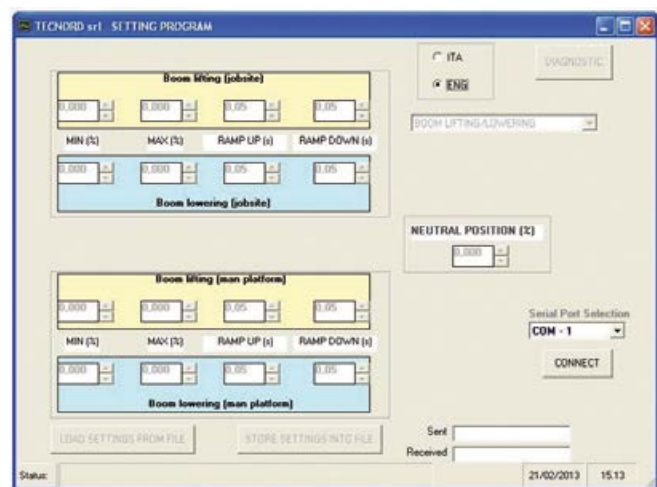 TECNORD srl - SETTING PROGRAM
ITA
ENG
DIAGNOSTIC
BOOM LIFTING/LOWERING
Boom lifting (jobsite)
0,000 0,000 0,05 0,05
MIN (%) MAX (%) RAMP UP (s) RAMP DOWN (s)
0,000 0,000 0,05 0,05
Boom lowering (jobsite)
NEUTRAL POSITION (%)
0,000
Boom lifting (man platform)
0,000 0,000 0,05 0,05
MIN (%) MAX (%) RAMP UP (s) RAMP DOWN (s)
0,000 0,000 0,05 0,05
Boom lowering (man platform)
Serial Port Selection
COM - 1
CONNECT
LOAD SETTINGS FROM FILE STORE SETTINGS INTO FILE
Sent
Received
Status: 21/02/2013 15.13